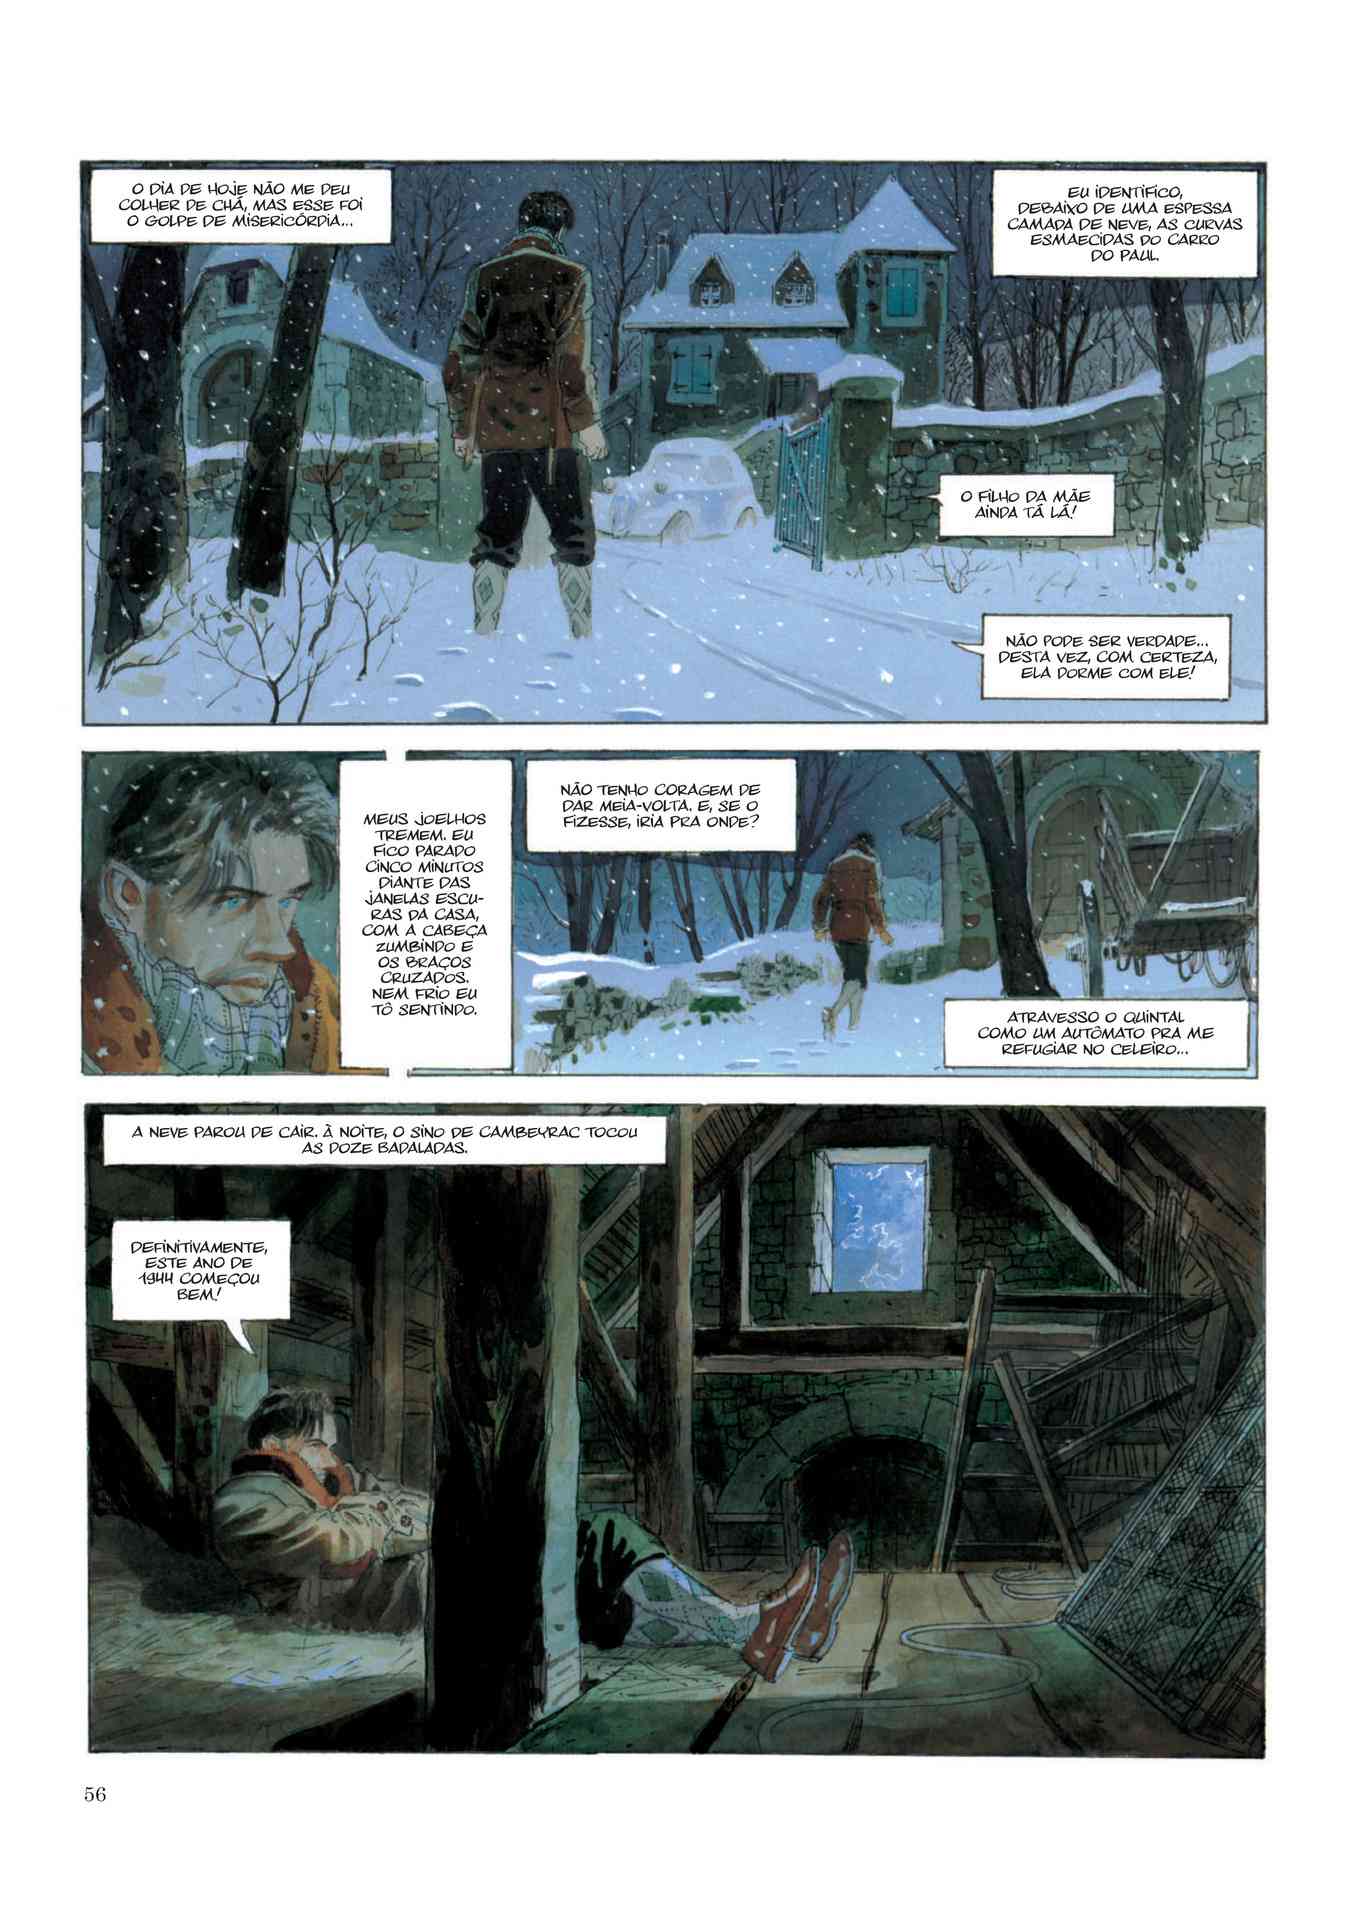 O DIA DE HOJE NÃO ME DEU
COLHER DE CHÁ, MAS ESSE FOI
O GOLPE DE MISERICÓRDIA...
EU IDENTIFICO,
DEBAIXO DE UMA ESPESSA
CAMADA DE NEVE, AS CURVAS
ESMAECIDAS DO CARRO
DO PAUL.
O FILHO DA MÃE
AINDA TÁ LÁ!
NÃO PODE SER VERDADE...
DESTA VEZ, COM CERTEZA,
ELA DORME COM ELE!
MEUS JOELHOS
TREMEM. EU
FICO PARADO
CINCO MINUTOS
DIANTE DAS
JANELAS ESCU-
RAS DA CASA,
COM A CABEÇA
ZUMBINDO E
OS BRAÇOS
CRUZADOS.
NEM FRIO EU
TÔ SENTINDO.
NÃO TENHO CORAGEM DE
DAR MEIA-VOLTA. E, SE O
FIZESSE, IRIA PRA ONDE?
ATRAVESSO O QUINTAL
COMO UM AUTÔMATO PRA ME
REFUGIAR NO CELEIRO...
A NEVE PAROU DE CAIR. À NOITE, O SINO DE CAMBEYRAC TOCOU
AS DOZE BADALADAS.
DEFINITIVAMENTE,
ESTE ANO DE
1944 COMEÇOU
BEM!
56